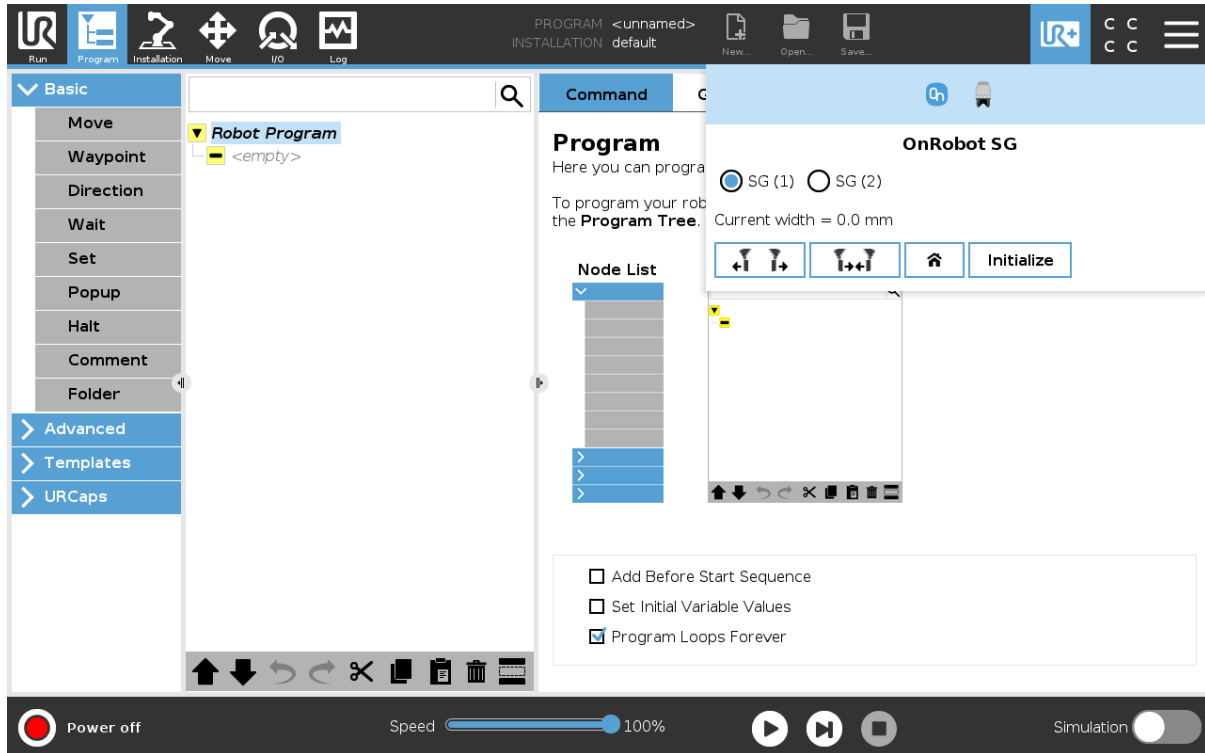 PROGRAM <unnamed>
INSTALLATION default
UR
UR+
C C
C C
Run
Program
Installation
Move
I/O
Log
New...
Open...
Save...
Basic
Move
Waypoint
Direction
Wait
Set
Popup
Halt
Comment
Folder
Advanced
Templates
URCaps
Robot Program
<empty>
Command
G
Program
Here you can progra
To program your rob
the Program Tree.
Node List
OnRobot SG
SG (1)
SG (2)
Current width = 0.0 mm
Initialize
Add Before Start Sequence
Set Initial Variable Values
Program Loops Forever
Power off
Speed
100%
Simulation